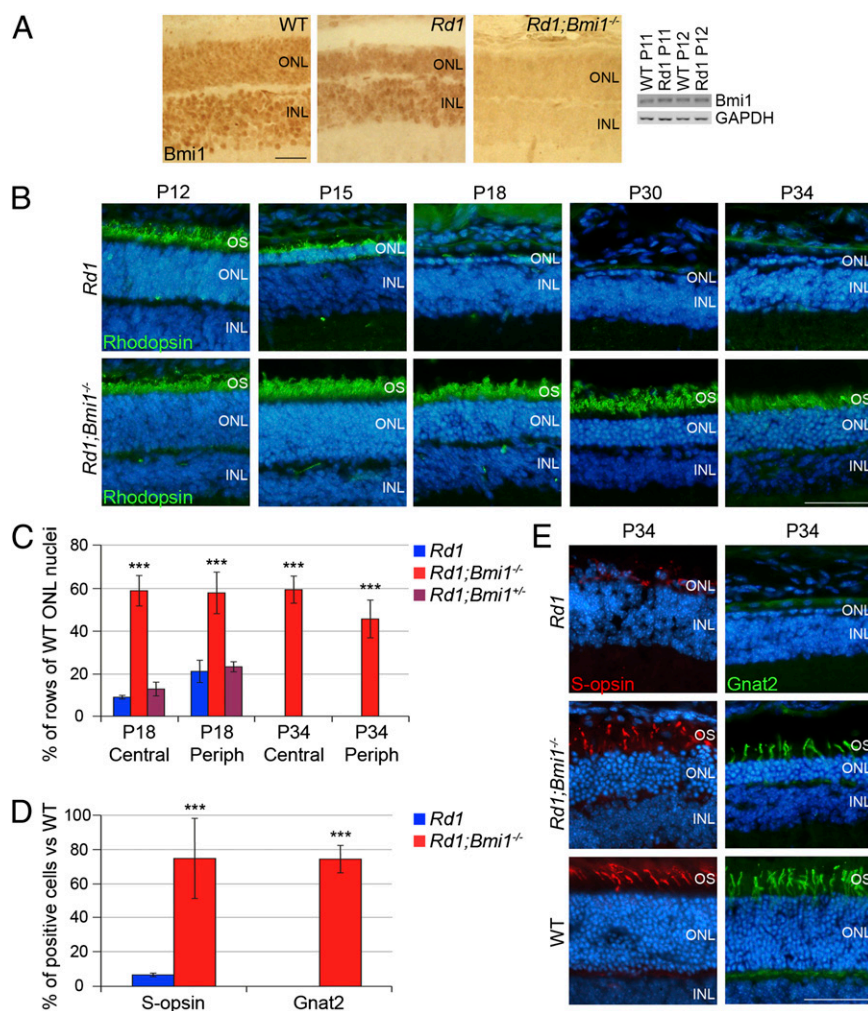 A
WT
Rd1
Rd1;Bmi1-/-
ONL
ONL
ONL
INL
INL
INL
Bmi1
WT P11
Rd1 P11
WT P12
Rd1 P12
Bmi1
GAPDH
B
P12
P15
P18
P30
P34
Rd1
OS
ONL
ONL
ONL
ONL
ONL
INL
INL
INL
INL
INL
Rhodopsin
Rd1;Bmi1-/-
OS
OS
OS
OS
OS
ONL
ONL
ONL
ONL
ONL
INL
INL
INL
INL
INL
Rhodopsin
C
% of rows of WT ONL nuclei
80
60
40
20
0
***
***
***
***
P18 Central
P18 Periph
P34 Central
P34 Periph
Rd1
Rd1;Bmi1-/-
Rd1;Bmi1+/-
D
% of positive cells vs WT
100
80
60
40
20
0
***
***
S-opsin
Gnat2
Rd1
Rd1;Bmi1-/-
E
P34
P34
Rd1
ONL
ONL
INL
INL
S-opsin
Gnat2
Rd1;Bmi1-/-
OS
OS
ONL
ONL
INL
INL
WT
OS
OS
ONL
ONL
INL
INL